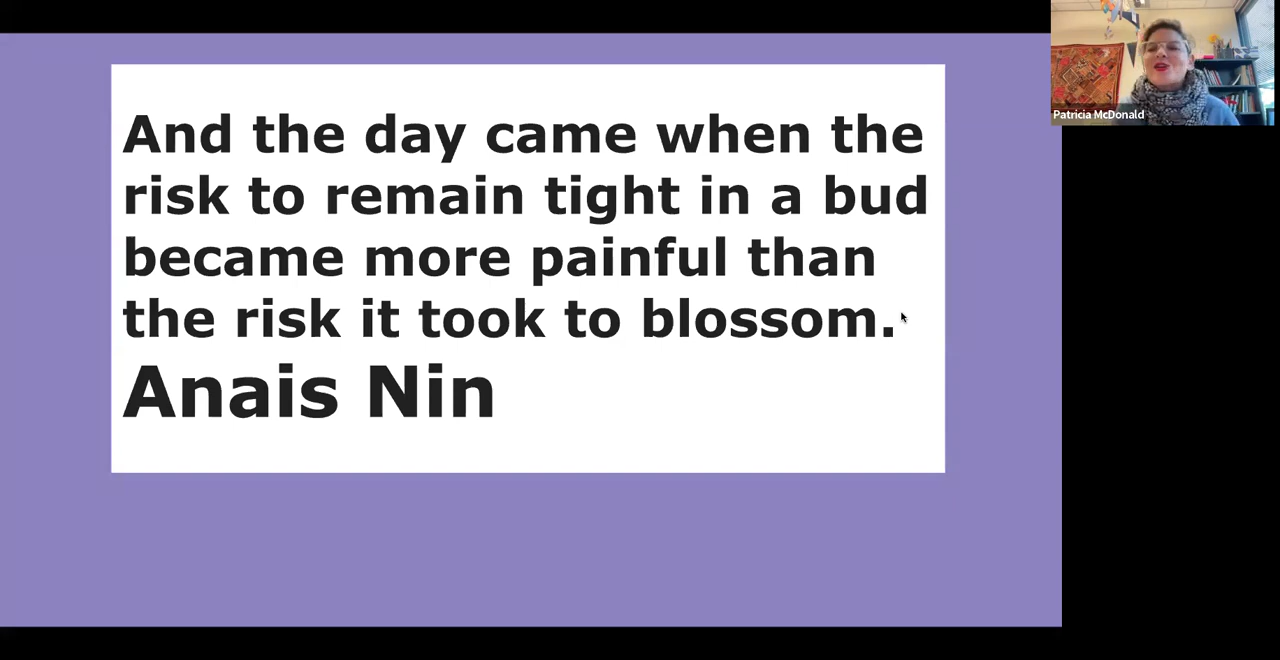 And the day came when the
risk to remain tight in a bud
became more painful than
the risk it took to blossom.
Anais Nin
Patricia McDonald